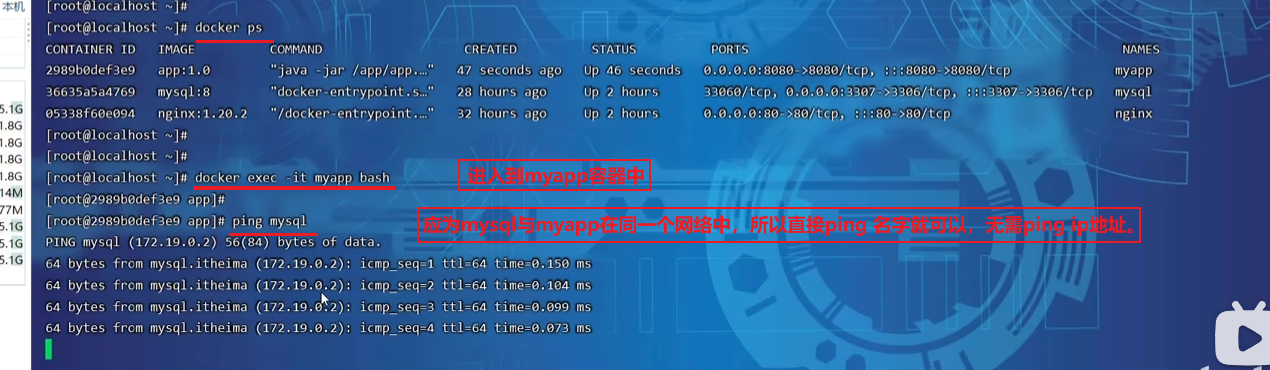 本机
[root@localhost ~]#
[root@localhost ~]# docker ps
CONTAINER ID IMAGE COMMAND CREATED STATUS PORTS NAMES
2989b0def3e9 app:1.0 "java -jar /app/app.…" 47 seconds ago Up 46 seconds 0.0.0.0:8080->8080/tcp, :::8080->8080/tcp myapp
36635a5a4769 mysql:8 "docker-entrypoint.s…" 28 hours ago Up 2 hours 33060/tcp, 0.0.0.0:3307->3306/tcp, :::3307->3306/tcp mysql
05338f60e094 nginx:1.20.2 "/docker-entrypoint.…" 32 hours ago Up 2 hours 0.0.0.0:80->80/tcp, :::80->80/tcp nginx
[root@localhost ~]#
[root@localhost ~]#
[root@localhost ~]# docker exec -it myapp bash
进入到myapp容器中
[root@2989b0def3e9 app]#
[root@2989b0def3e9 app]# ping mysql
应为mysql与myapp在同一个网络中，所以直接ping 名字就可以，无需ping ip地址。
PING mysql (172.19.0.2) 56(84) bytes of data.
64 bytes from mysql.itheima (172.19.0.2): icmp_seq=1 ttl=64 time=0.150 ms
64 bytes from mysql.itheima (172.19.0.2): icmp_seq=2 ttl=64 time=0.104 ms
64 bytes from mysql.itheima (172.19.0.2): icmp_seq=3 ttl=64 time=0.099 ms
64 bytes from mysql.itheima (172.19.0.2): icmp_seq=4 ttl=64 time=0.073 ms
5.1G
1.8G
1.8G
1.8G
1.8G
14M
77M
5.1G
5.1G
5.1G